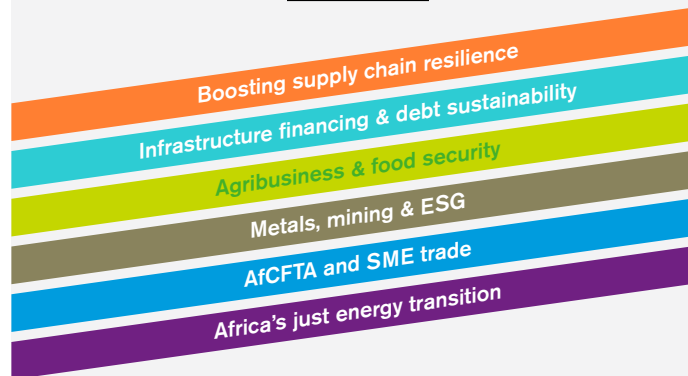 Boosting supply chain resilience
Infrastructure financing & debt sustainability
Agribusiness & food security
Metals, mining & ESG
AfCFTA and SME trade
Africa’s just energy transition